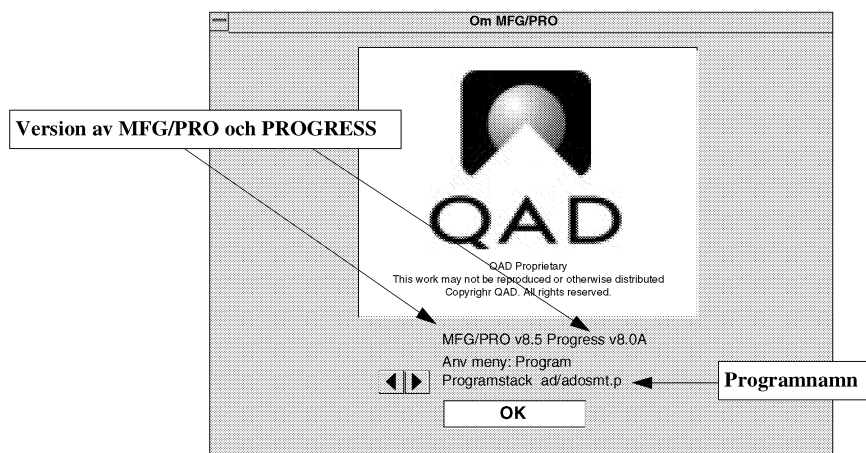 Om MFG/PRO
Version av MFG/PRO och PROGRESS
QAD
QAD Proprietary
This work may not be reproduced or otherwise distributed
Copyrighr QAD. All rights reserved.
MFG/PRO v8.5 Progress v8.0A
Anv meny: Program
Programstack ad/adosmt.p
Programnamn
OK